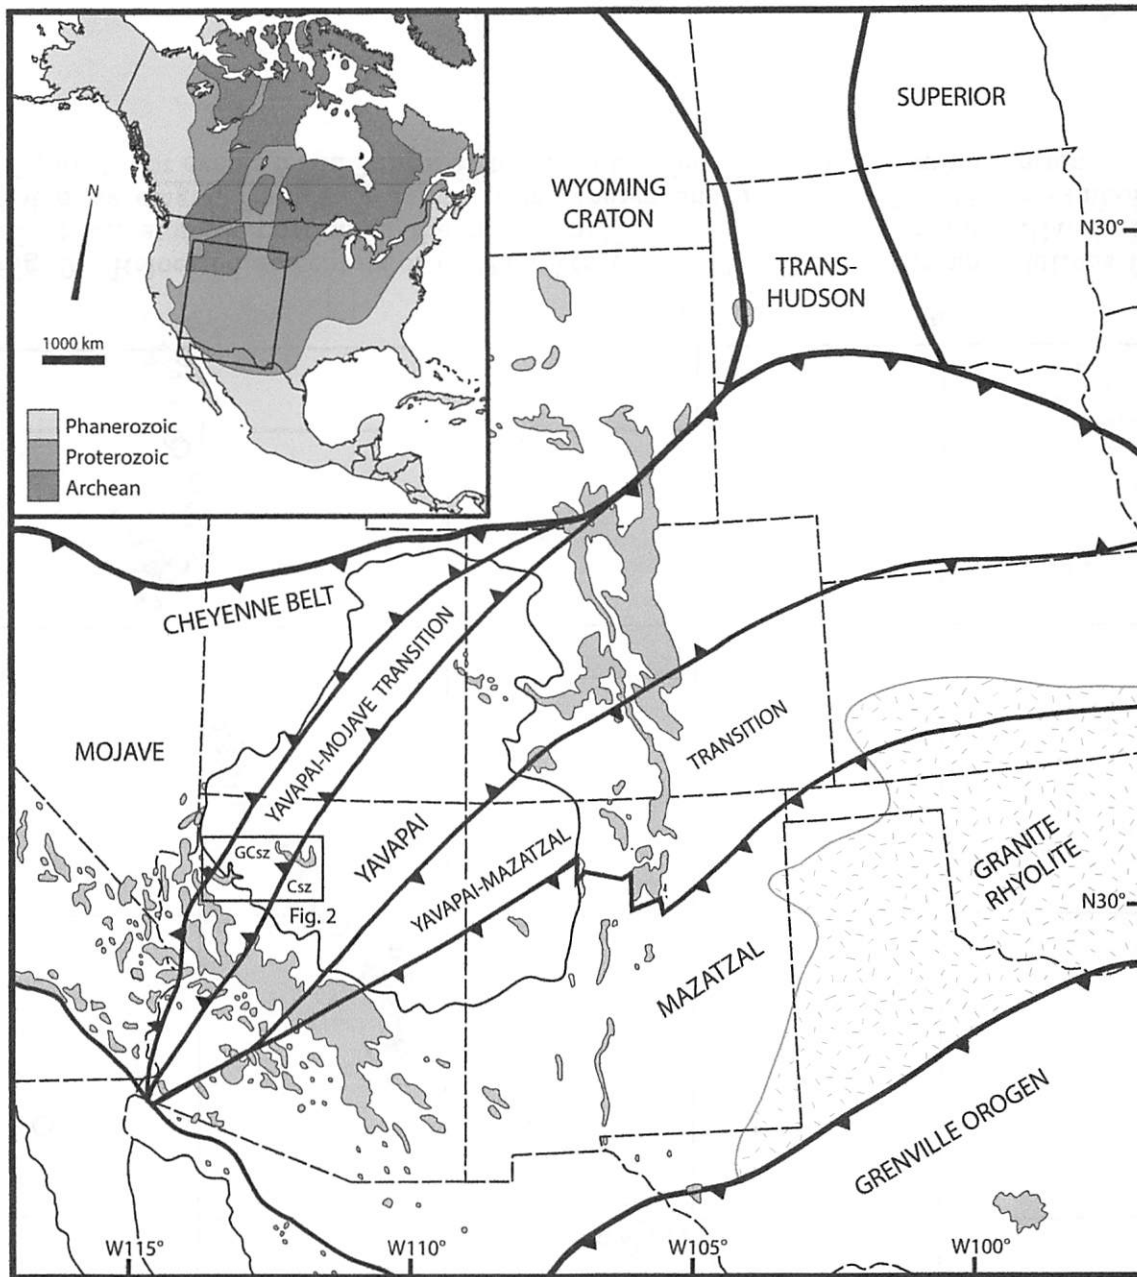 N
1000 km
Phanerozoic
Proterozoic
Archean
SUPERIOR
WYOMING
CRATON
N30°
TRANS-
HUDSON
CHEYENNE BELT
YAVAPAI-MOJAVE TRANSITION
MOJAVE
TRANSITION
YAVAPAI
YAVAPAI-MAZATZAL
GCsz
Csz
Fig. 2
GRANITE
RHYOLITE
N30°
MAZATZAL
GRENVILLE OROGEN
W115°
W110°
W105°
W100°